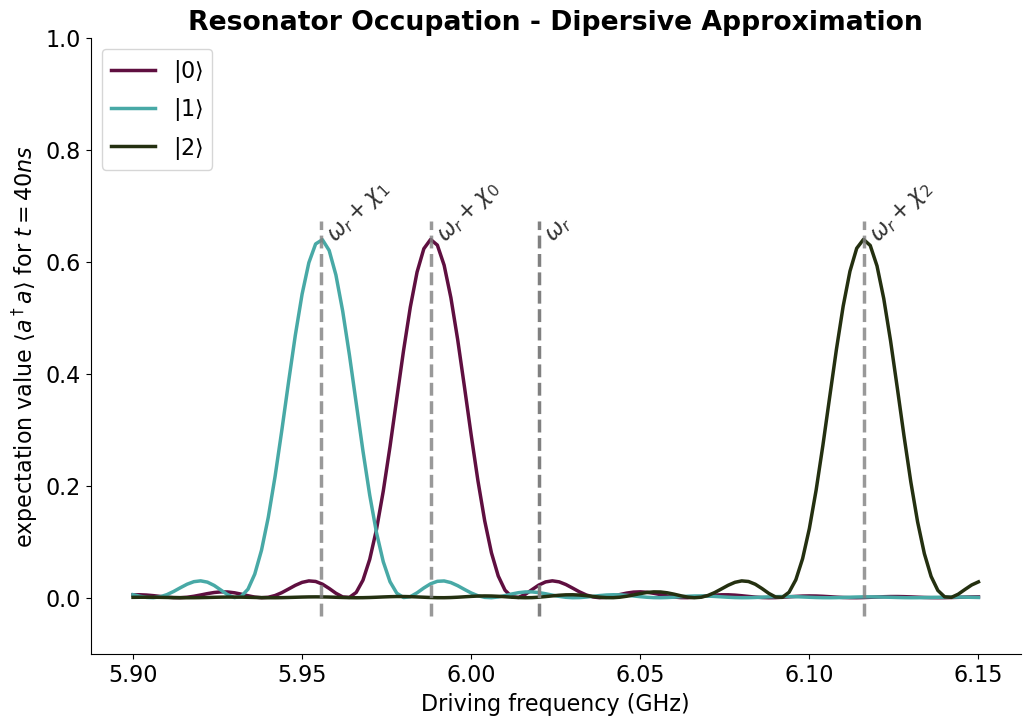 Resonator Occupation - Dipersive Approximation
1.0
0.8
0.6
0.4
0.2
0.0
expectation value ⟨a†a⟩ for t = 40ns
|0⟩
|1⟩
|2⟩
ωᵣ + χ₁
ωᵣ + χ₀
ωᵣ
ωᵣ + χ₂
5.90 5.95 6.00 6.05 6.10 6.15
Driving frequency (GHz)